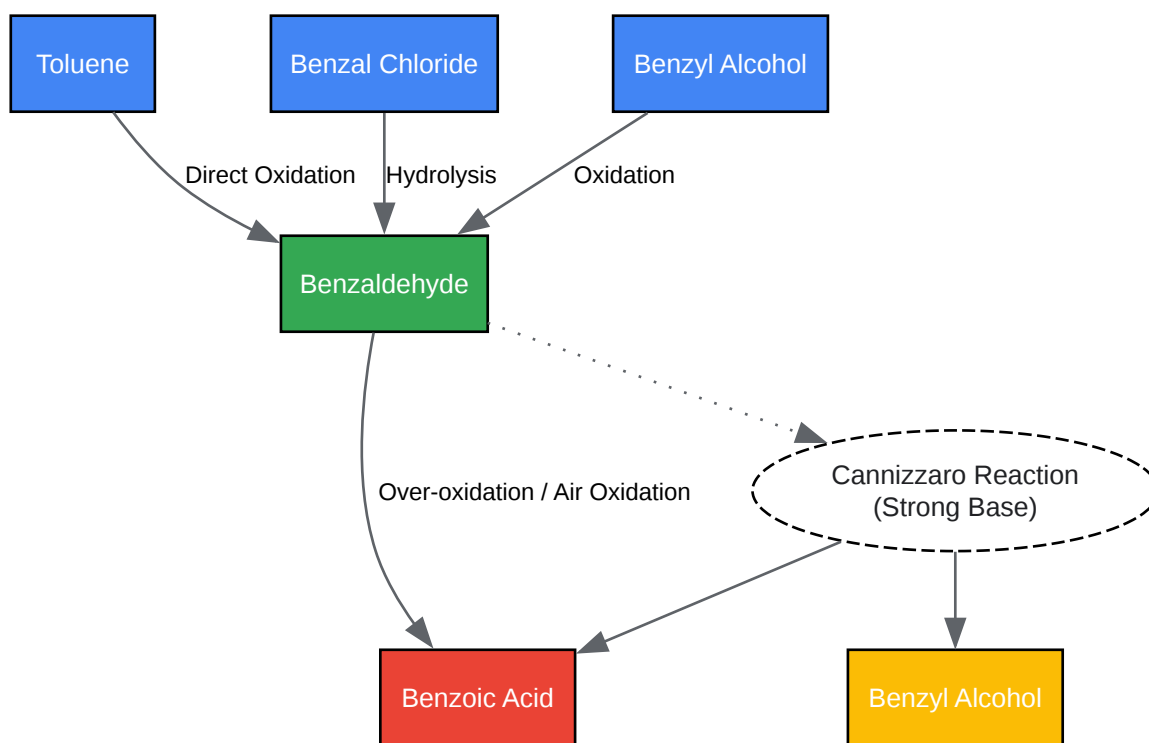 Toluene
Benzal Chloride
Benzyl Alcohol
Direct Oxidation
Hydrolysis
Oxidation
Benzaldehyde
Over-oxidation / Air Oxidation
Cannizzaro Reaction
(Strong Base)
Benzoic Acid
Benzyl Alcohol